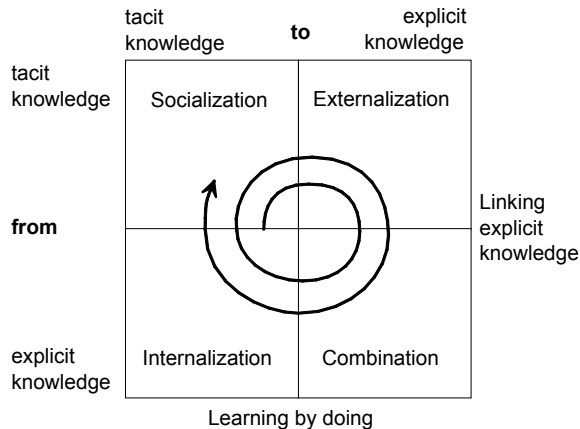 tacit
knowledge
to
explicit
knowledge
tacit
knowledge
Socialization
Externalization
from
Linking
explicit
knowledge
explicit
knowledge
Internalization
Combination
Learning by doing